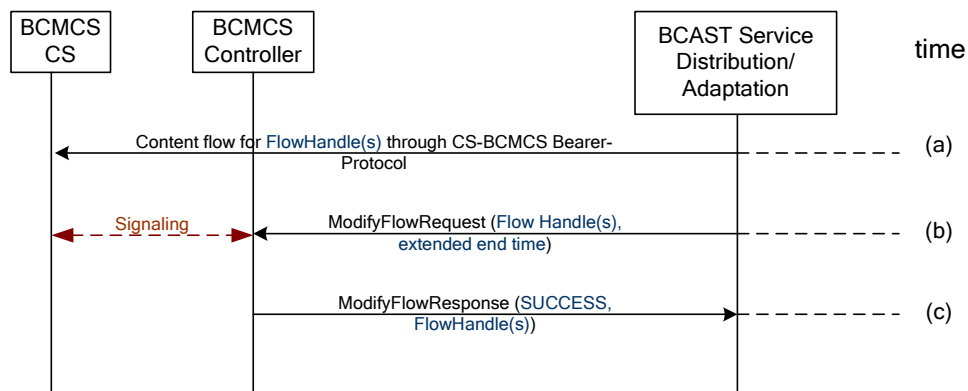 BCMCS
CS
BCMCS
Controller
BCAST Service
Distribution/
Adaptation
time
Content flow for FlowHandle(s) through CS-BCMCS Bearer-
Protocol
(a)
Signaling
ModifyFlowRequest (Flow Handle(s),
extended end time)
(b)
ModifyFlowResponse (SUCCESS,
FlowHandle(s))
(c)